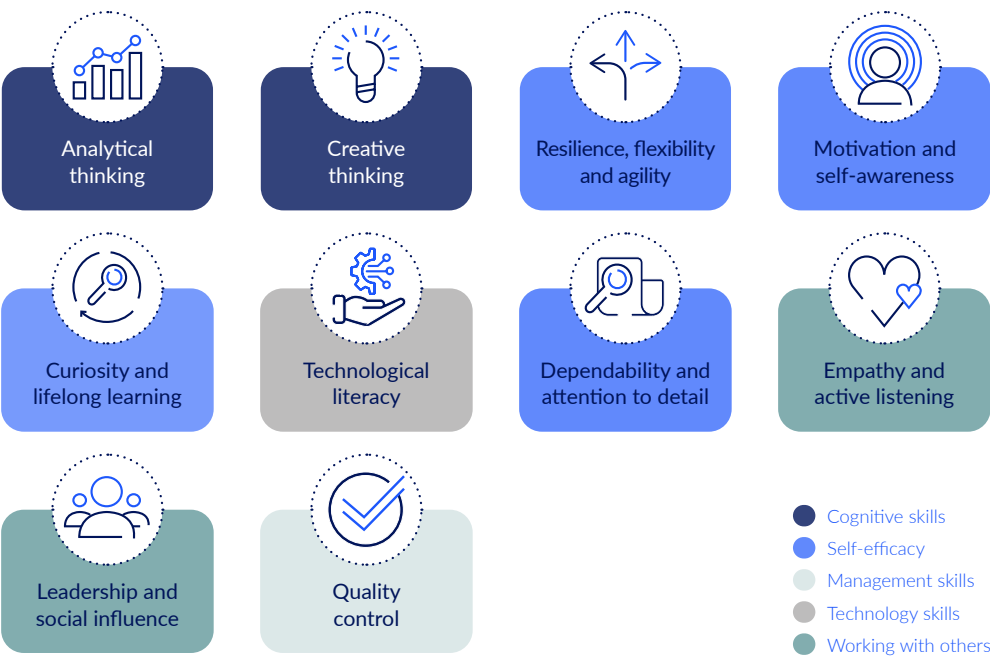 Analytical
thinking
Creative
thinking
Resilience, flexibility
and agility
Motivation and
self-awareness
Curiosity and
lifelong learning
Technological
literacy
Dependability and
attention to detail
Empathy and
active listening
Leadership and
social influence
Quality
control
Cognitive skills
Self-efficacy
Management skills
Technology skills
Working with others